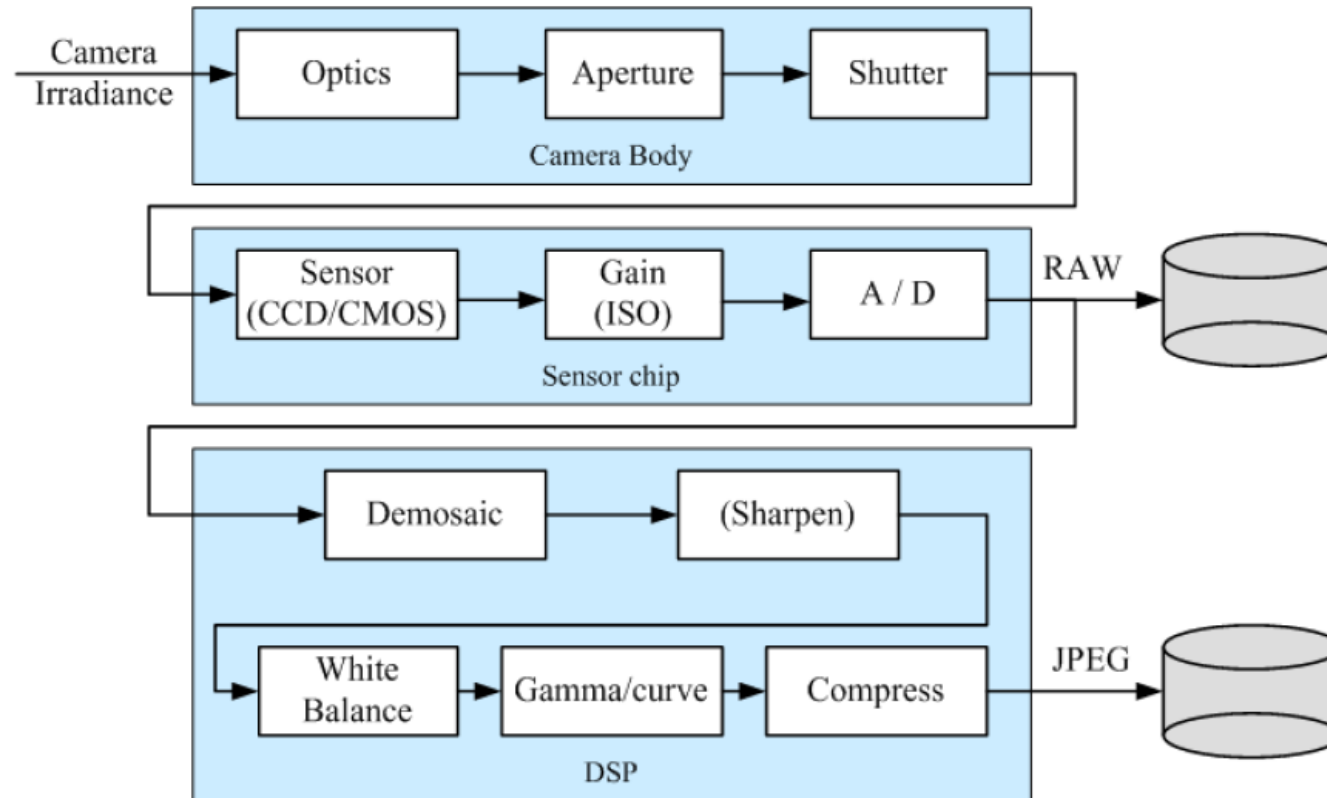 Camera
Irradiance
Optics
Aperture
Shutter
Camera Body
Sensor
(CCD/CMOS)
Gain
(ISO)
A / D
RAW
Sensor chip
Demosaic
(Sharpen)
White
Balance
Gamma/curve
Compress
JPEG
DSP